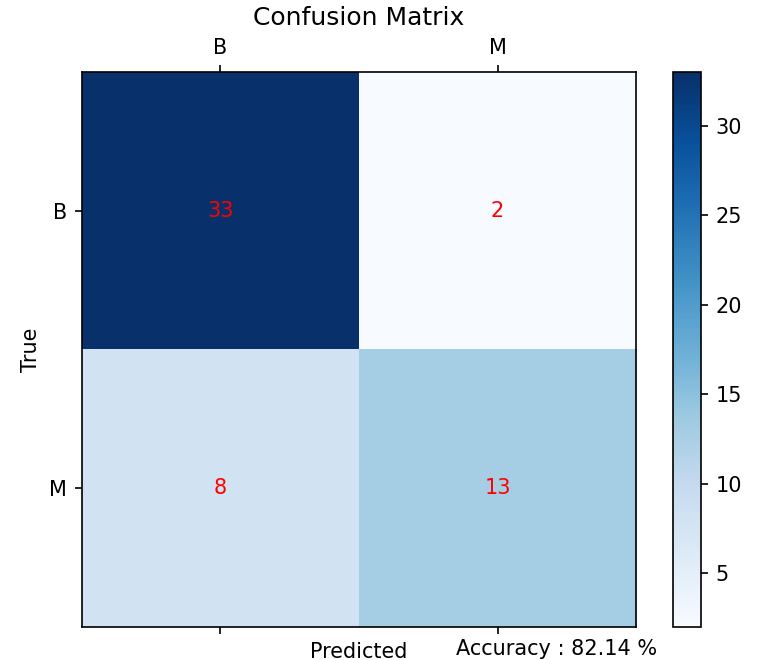 Confusion Matrix
B M
30
B 33 2
25
20
True
15
M 8 13
10
5
Predicted Accuracy : 82.14 %